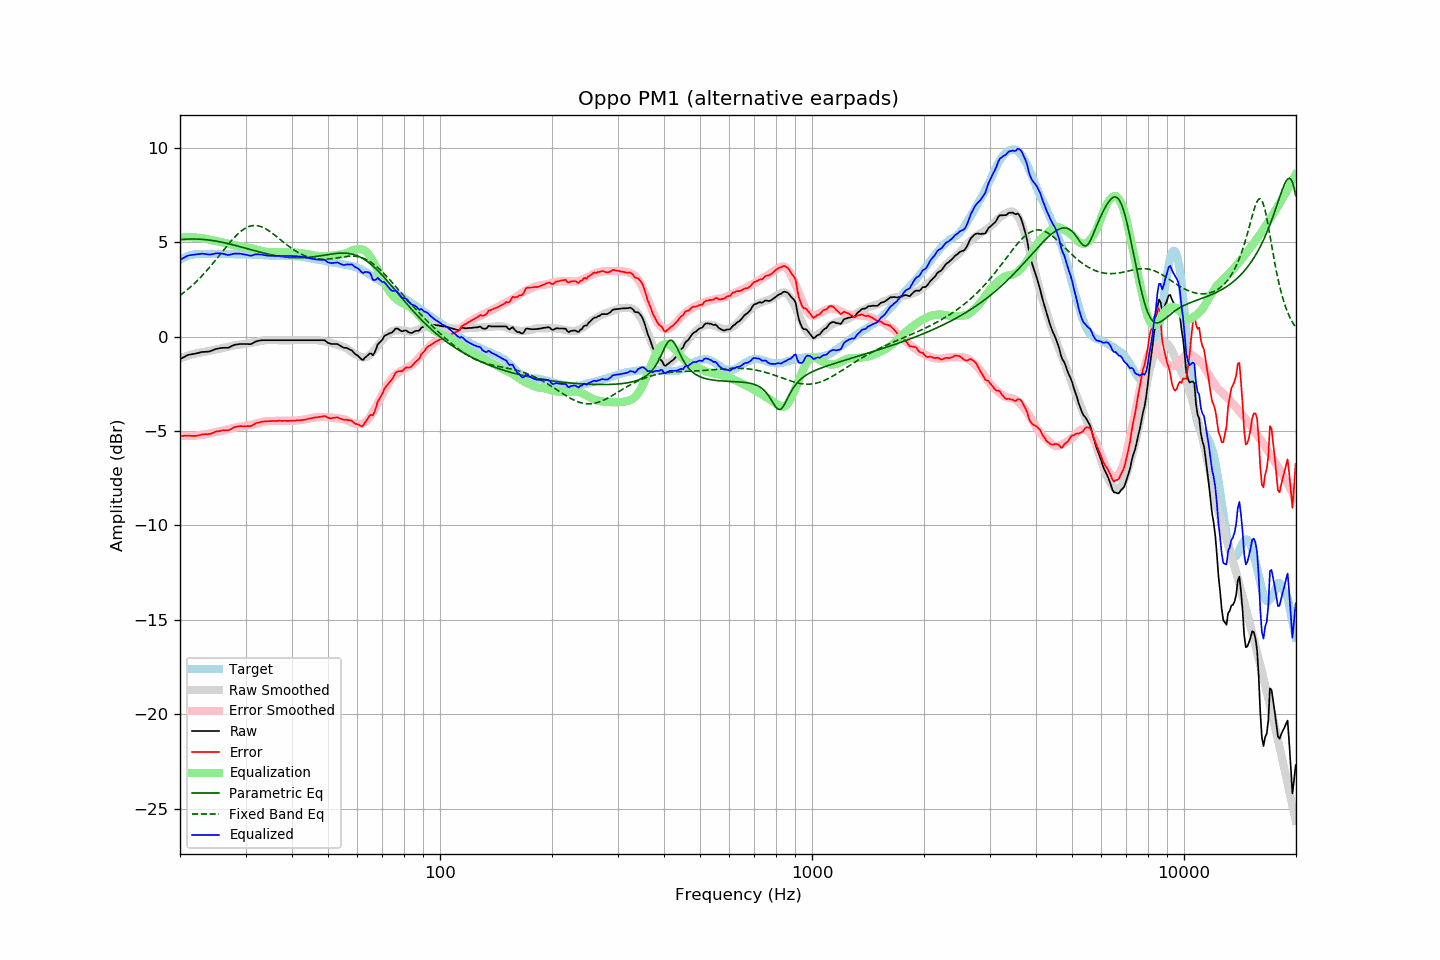 Oppo PM1 (alternative earpads)
10
5
0
−5
−10
−15
−20
−25
Amplitude (dBr)
Target
Raw Smoothed
Error Smoothed
Raw
Error
Equalization
Parametric Eq
Fixed Band Eq
Equalized
100
1000
10000
Frequency (Hz)